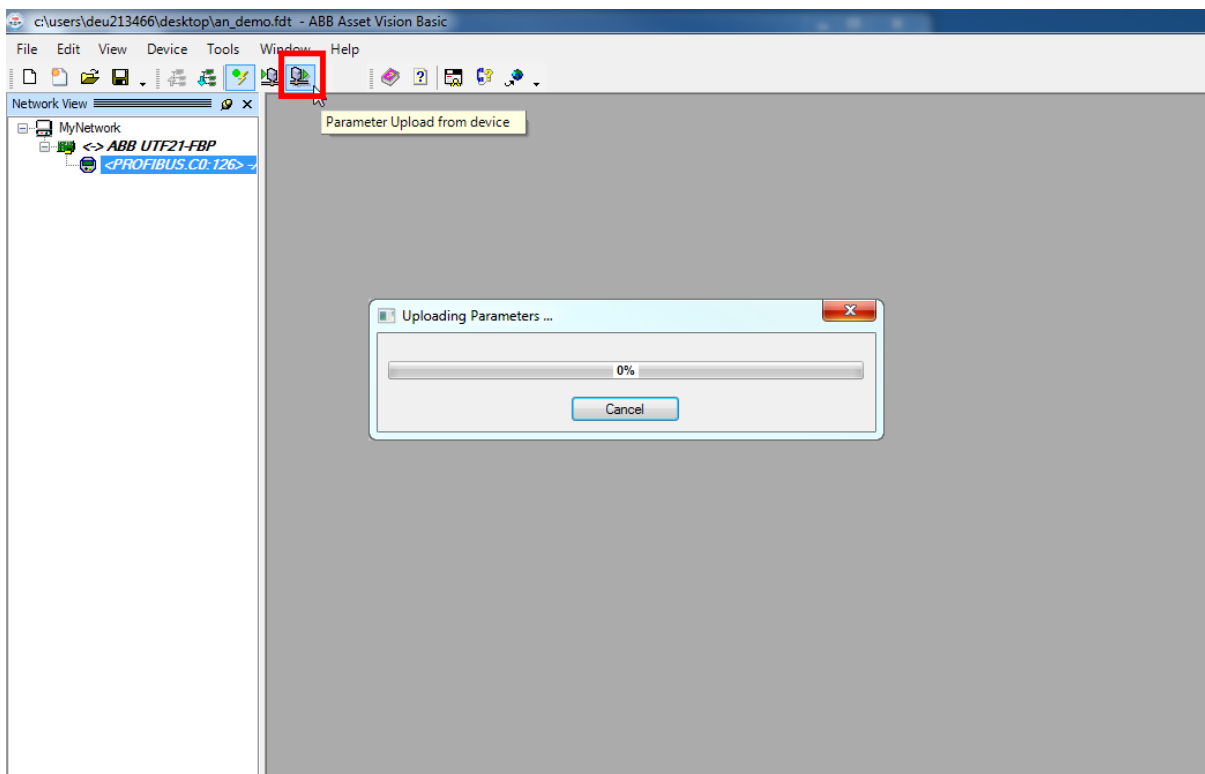 c:\users\deu213466\desktop\an_demo.fdt - ABB Asset Vision Basic
File Edit View Device Tools Window Help
Network View
Parameter Upload from device
MyNetwork
<-> ABB UTF21-FBP
<PROFIBUS.C0:126> -
Uploading Parameters ...
0%
Cancel